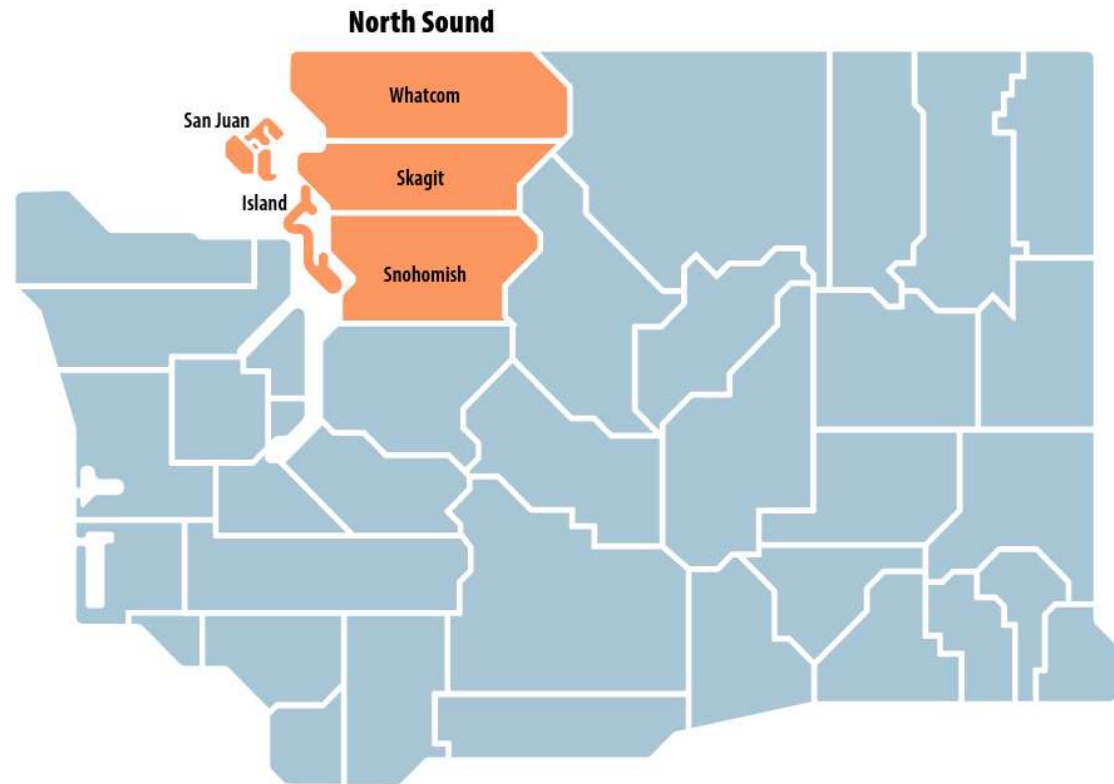 North Sound
Whatcom
San Juan
Skagit
Island
Snohomish